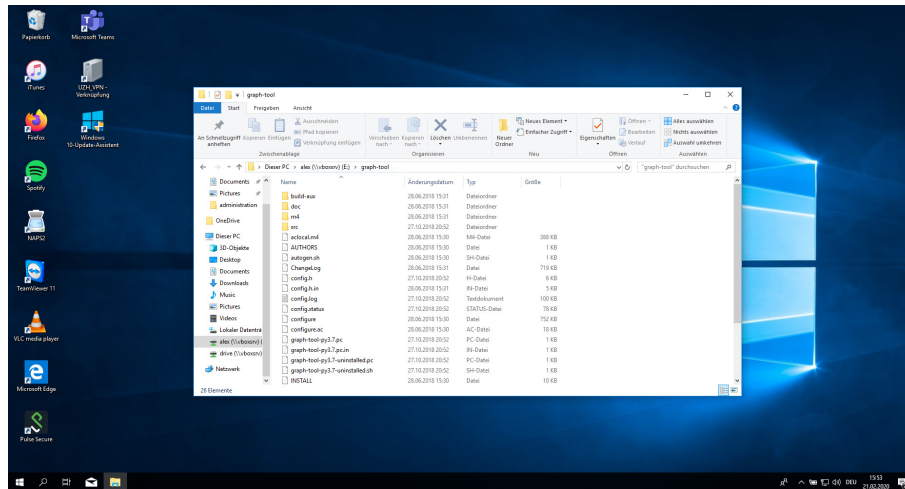 Papierkorb
Microsoft Teams
iTunes
UZH_VPN -
Verknüpfung
Firefox
Windows
10-Update-Assistent
Spotify
NAPS2
TeamViewer 11
VLC media player
Microsoft Edge
Pulse Secure
graph-tool
Datei Start Freigeben Ansicht
An Schnellzugriff anheften
Kopieren
Einfügen
Ausschneiden
Pfad kopieren
Verknüpfung einfügen
Zwischenablage
Verschieben nach
Kopieren nach
Löschen
Umbenennen
Organisieren
Neuer Ordner
Neues Element
Einfacher Zugriff
Neu
Eigenschaften
Öffnen
Bearbeiten
Verlauf
Öffnen
Alles auswählen
Nichts auswählen
Auswahl umkehren
Auswählen
Dieser PC > alex (\\vboxsrv) (E:) > graph-tool
"graph-tool" durchsuchen
Documents
Pictures
administration
OneDrive
Dieser PC
3D-Objekte
Desktop
Documents
Downloads
Music
Pictures
Videos
Lokaler Datenträ
alex (\\vboxsrv) (
drive (\\vboxsrv)
Netzwerk
Name Änderungsdatum Typ Größe
build-aux 28.06.2018 15:31 Dateiordner
doc 28.06.2018 15:31 Dateiordner
m4 28.06.2018 15:31 Dateiordner
src 27.10.2018 20:52 Dateiordner
aclocal.m4 28.06.2018 15:30 M4-Datei 388 KB
AUTHORS 28.06.2018 15:30 Datei 1 KB
autogen.sh 28.06.2018 15:30 SH-Datei 1 KB
ChangeLog 28.06.2018 15:31 Datei 719 KB
config.h 27.10.2018 20:52 H-Datei 6 KB
config.h.in 28.06.2018 15:31 IN-Datei 5 KB
config.log 27.10.2018 20:52 Textdokument 100 KB
config.status 27.10.2018 20:52 STATUS-Datei 78 KB
configure 28.06.2018 15:30 Datei 752 KB
configure.ac 28.06.2018 15:30 AC-Datei 18 KB
graph-tool-py3.7.pc 27.10.2018 20:52 PC-Datei 1 KB
graph-tool-py3.7.pc.in 27.10.2018 20:52 IN-Datei 1 KB
graph-tool-py3.7-uninstalled.pc 27.10.2018 20:52 PC-Datei 1 KB
graph-tool-py3.7-uninstalled.sh 27.10.2018 20:52 SH-Datei 1 KB
INSTALL 28.06.2018 15:30 Datei 10 KB
26 Elemente
DEU
15:53
21.02.2020